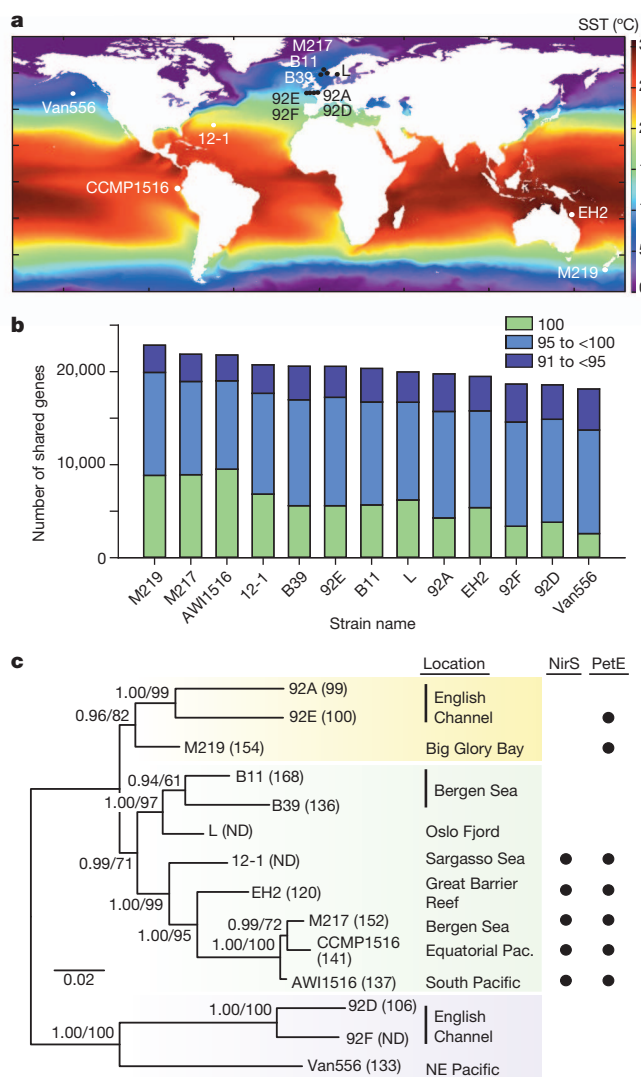 a
SST (°C)
M217
B11
B39
L
Van556
92E
92A
92F
92D
12-1
CCMP1516
EH2
M219
b
100
95 to <100
91 to <95
Number of shared genes
20,000
10,000
0
M219
M217
AWI1516
12-1
B39
92E
B11
L
92A
EH2
92F
92D
Van556
Strain name
c
Location
NirS
PetE
1.00/99
92A (99)
English
Channel
0.96/82
92E (100)
M219 (154)
Big Glory Bay
0.94/61
B11 (168)
Bergen Sea
1.00/97
B39 (136)
L (ND)
Oslo Fjord
0.99/71
12-1 (ND)
Sargasso Sea
1.00/99
EH2 (120)
Great Barrier
Reef
1.00/95
0.99/72
M217 (152)
Bergen Sea
1.00/100
CCMP1516
(141)
Equatorial Pac.
AWI1516 (137)
South Pacific
0.02
1.00/100
92D (106)
English
Channel
1.00/100
92F (ND)
Van556 (133)
NE Pacific